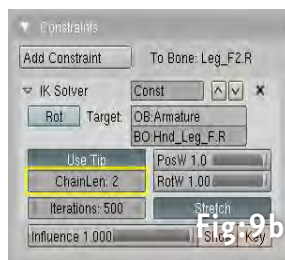 Constraints
Add Constraint To Bone: Leg_F2.R
IK Solver Const
Rot Target: OB:Armature
BO:Hnd_Leg_F.R
Use Tip PosW 1.0
ChainLen: 2 RotW 1.00
Iterations: 500 Stretch
Influence 1.000 Key
Fig:9b